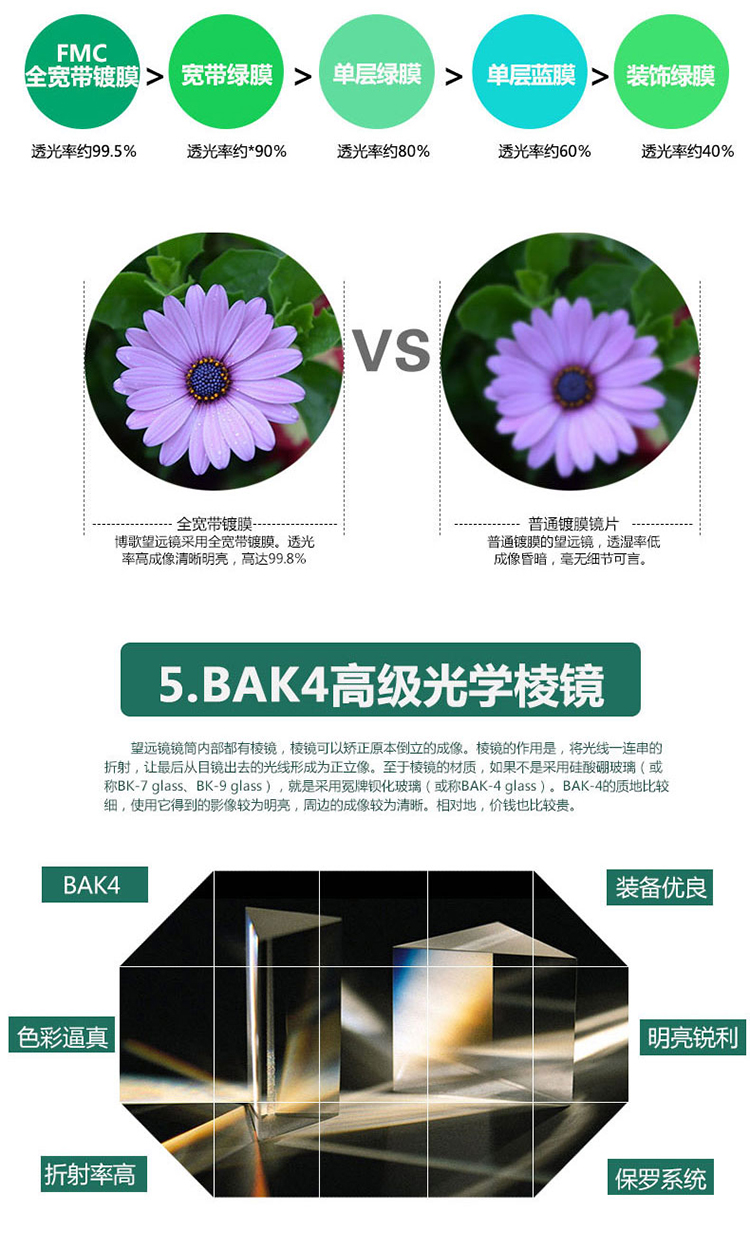 FMC
全宽带镀膜 > 宽带绿膜 > 单层绿膜 > 单层蓝膜 > 装饰绿膜
透光率约99.5% 透光率约*90% 透光率约80% 透光率约60% 透光率约40%
VS
全宽带镀膜
博歌望远镜采用全宽带镀膜。透光
率高成像清晰明亮，高达99.8%
普通镀膜镜片
普通镀膜的望远镜，透湿率低
成像昏暗，毫无细节可言。
5.BAK4高级光学棱镜
望远镜镜筒内部都有棱镜，棱镜可以矫正原本倒立的成像。棱镜的作用是，将光线一连串的
折射，让最后从目镜出去的光线形成为正立像。至于棱镜的材质，如果不是采用硅酸硼玻璃（或
称BK-7 glass、BK-9 glass），就是采用冕牌钡化玻璃（或称BAK-4 glass）。BAK-4的质地比较
细，使用它得到的影像较为明亮，周边的成像较为清晰。相对地，价钱也比较贵。
BAK4
装备优良
色彩逼真
明亮锐利
折射率高
保罗系统